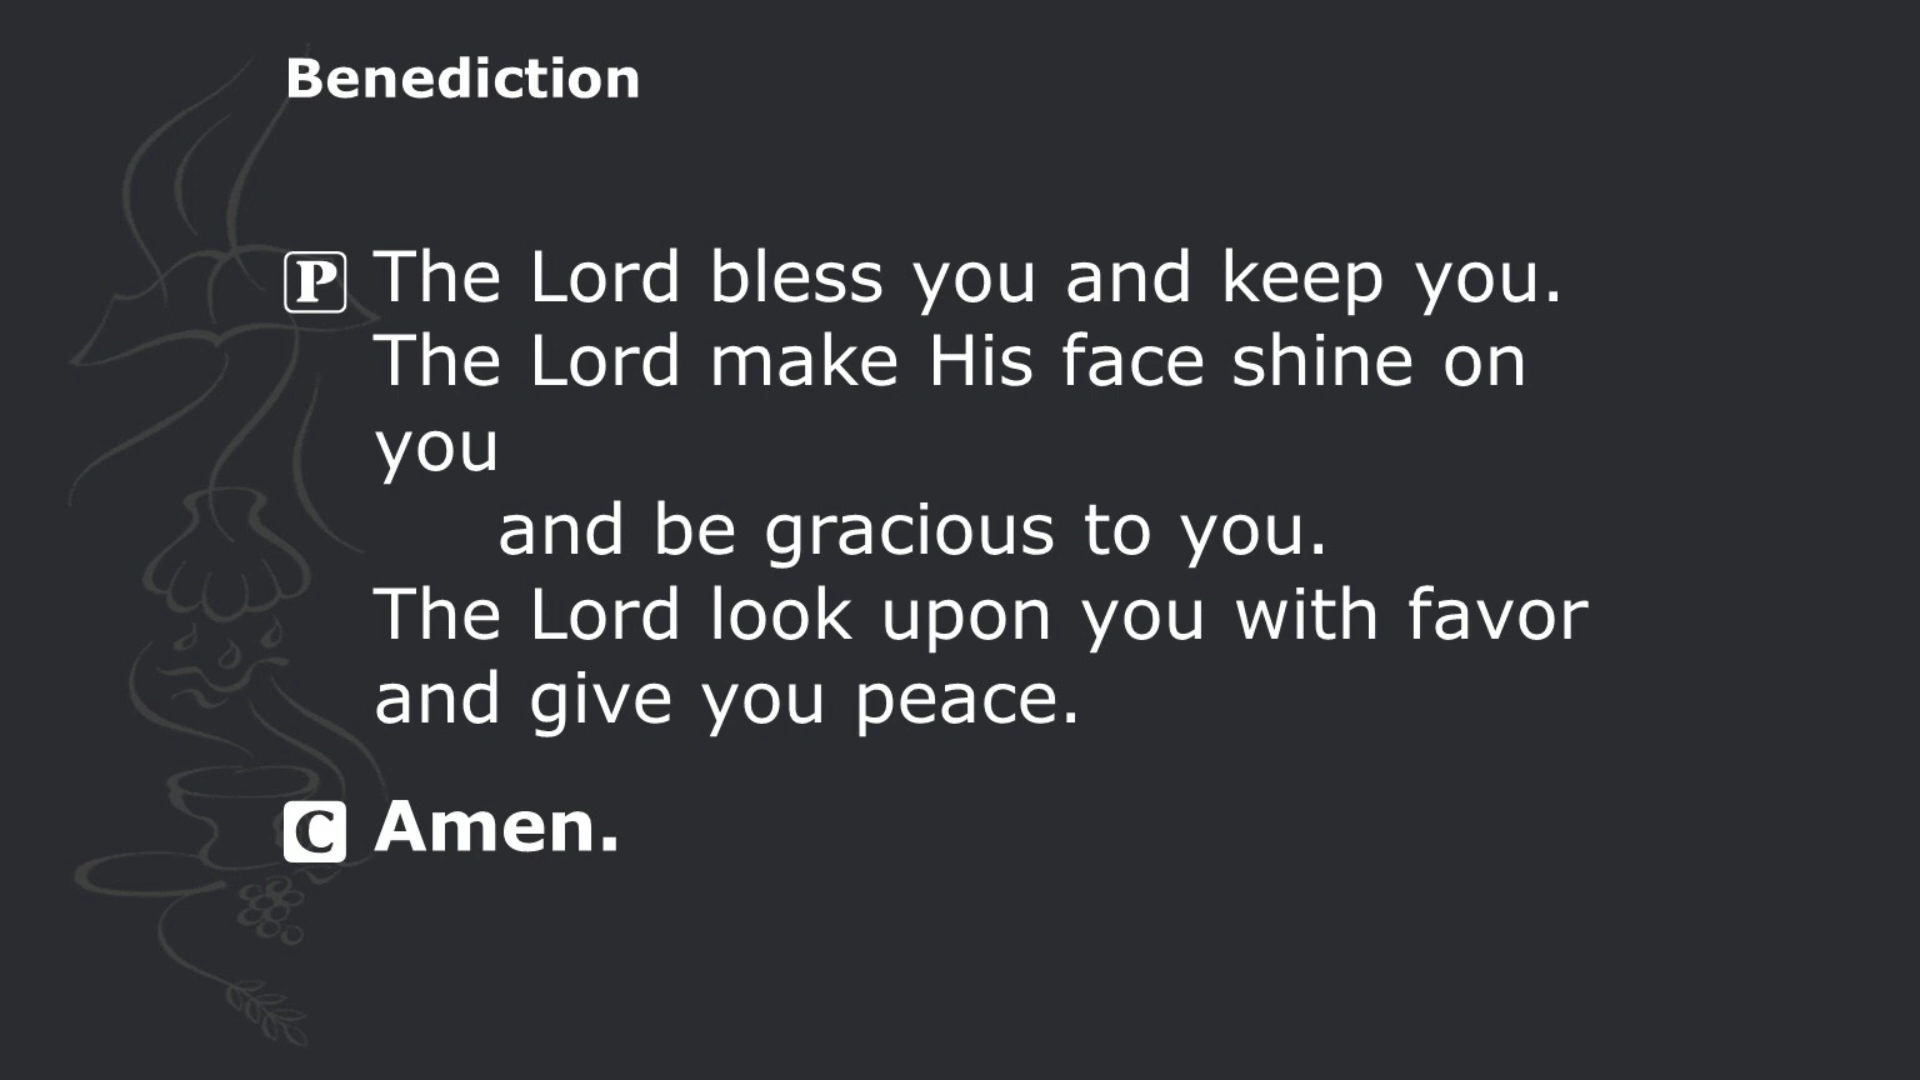 Benediction
P The Lord bless you and keep you.
The Lord make His face shine on
you
and be gracious to you.
The Lord look upon you with favor
and give you peace.
C Amen.